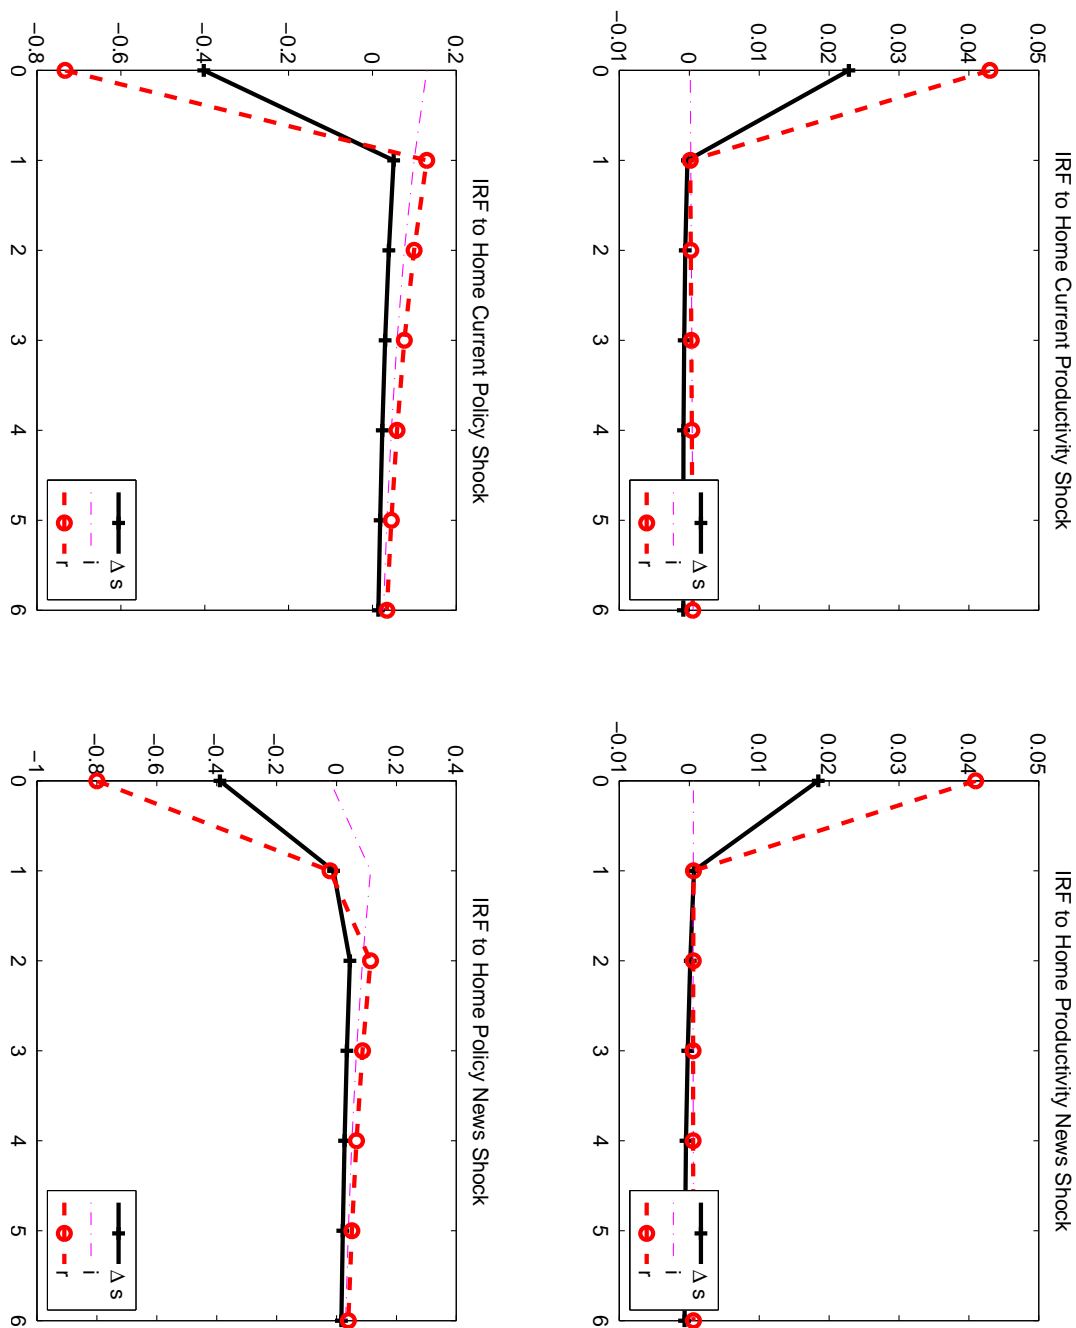 IRF to Home Current Productivity Shock
0.05
0.04
0.03
0.02
0.01
0
−0.01
0 1 2 3 4 5 6
Δ s
i
r
IRF to Home Productivity News Shock
0.05
0.04
0.03
0.02
0.01
0
−0.01
0 1 2 3 4 5 6
Δ s
i
r
IRF to Home Current Policy Shock
0.2
0
−0.2
−0.4
−0.6
−0.8
0 1 2 3 4 5 6
Δ s
i
r
IRF to Home Policy News Shock
0.4
0.2
0
−0.2
−0.4
−0.6
−0.8
−1
0 1 2 3 4 5 6
Δ s
i
r